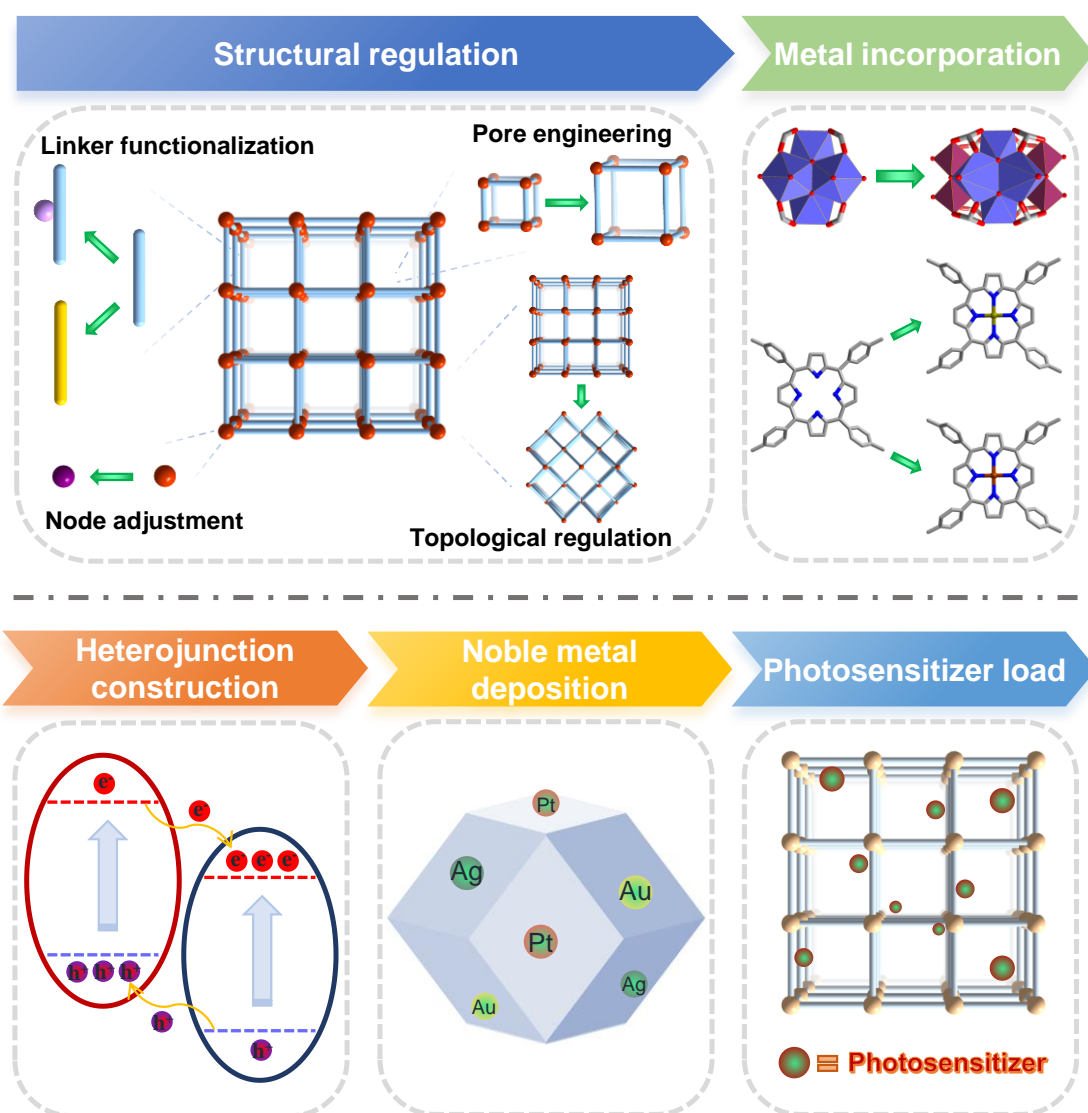 Structural regulation
Metal incorporation
Linker functionalization
Pore engineering
Node adjustment
Topological regulation
Heterojunction
construction
Noble metal
deposition
Photosensitizer load
e⁻
e⁻
e⁻ e⁻ e⁻
h⁺ h⁺ h⁺
h⁺
h⁺
Pt
Ag
Au
Pt
Ag
Au
= Photosensitizer